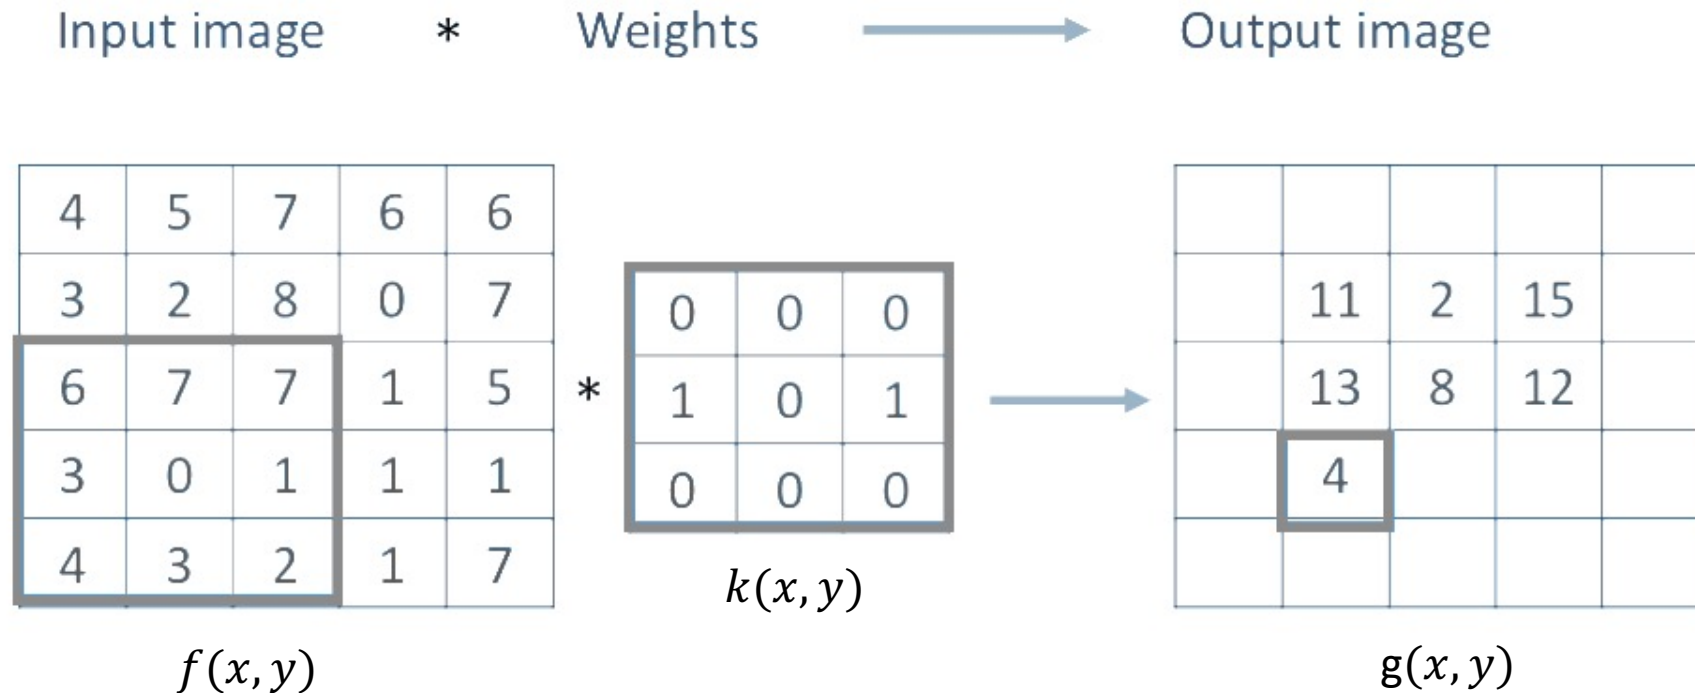 Input image * Weights Output image
4 5 7 6 6
3 2 8 0 7
6 7 7 1 5
3 0 1 1 1
4 3 2 1 7
f(x, y)
*
0 0 0
1 0 1
0 0 0
k(x, y)
11 2 15
13 8 12
4
g(x, y)